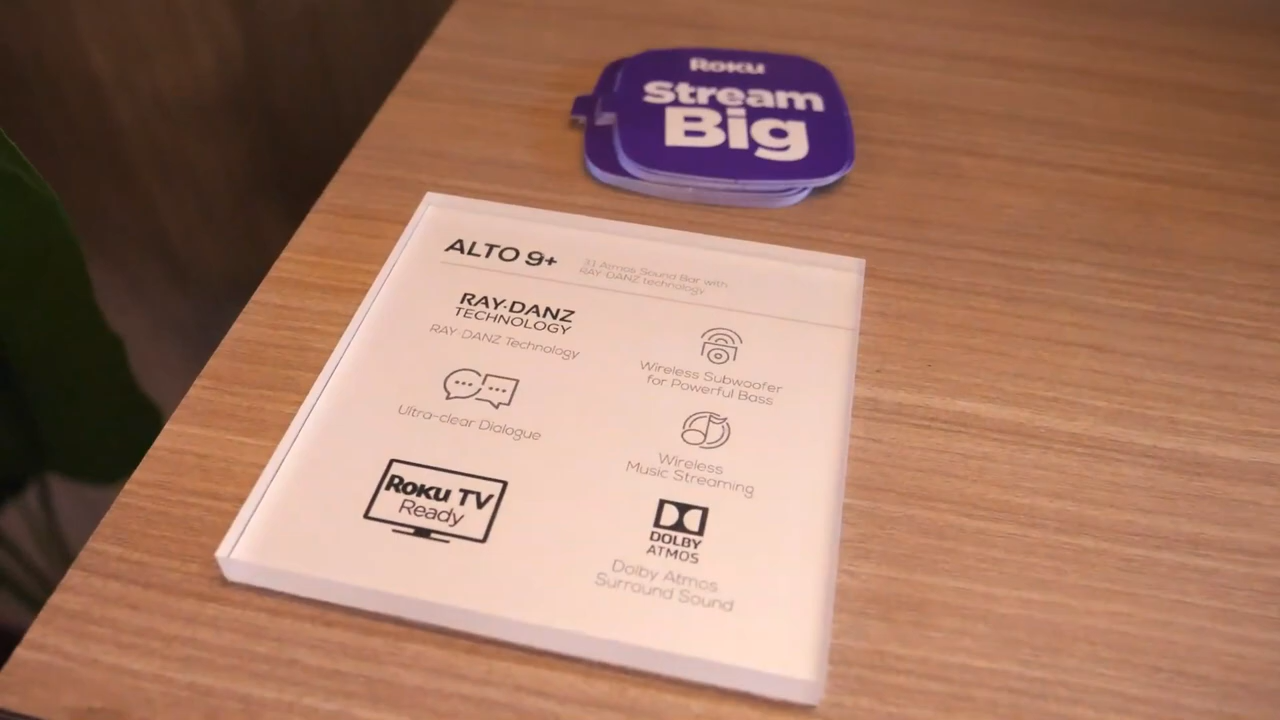 Roku
Stream
Big
ALTO 9+
3.1 Atmos Sound Bar with
RAY·DANZ technology
RAY·DANZ
TECHNOLOGY
RAY·DANZ Technology
Wireless Subwoofer
for Powerful Bass
Ultra-clear Dialogue
Wireless
Music Streaming
Roku TV
Ready
DOLBY
ATMOS
Dolby Atmos
Surround Sound